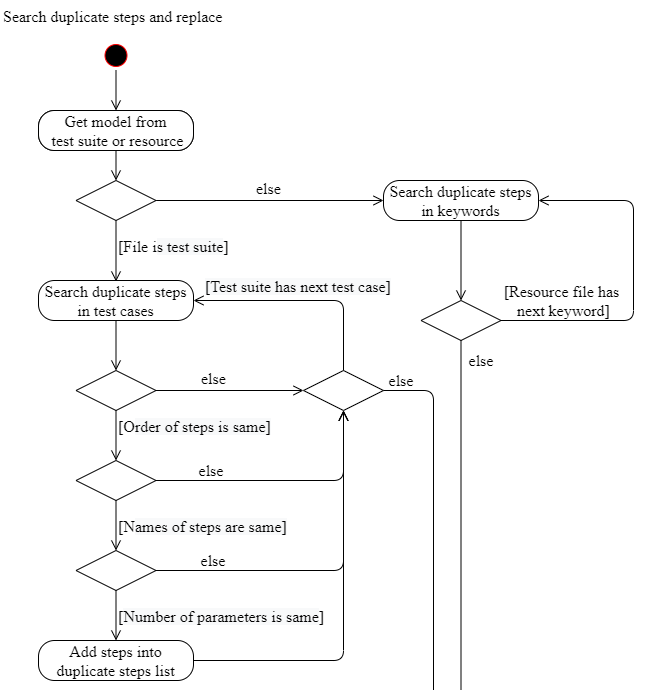 Search duplicate steps and replace
Get model from
test suite or resource
else
Search duplicate steps
in keywords
[File is test suite]
Search duplicate steps
in test cases
[Test suite has next test case]
[Resource file has
next keyword]
else
else
else
[Order of steps is same]
else
[Names of steps are same]
else
[Number of parameters is same]
Add steps into
duplicate steps list